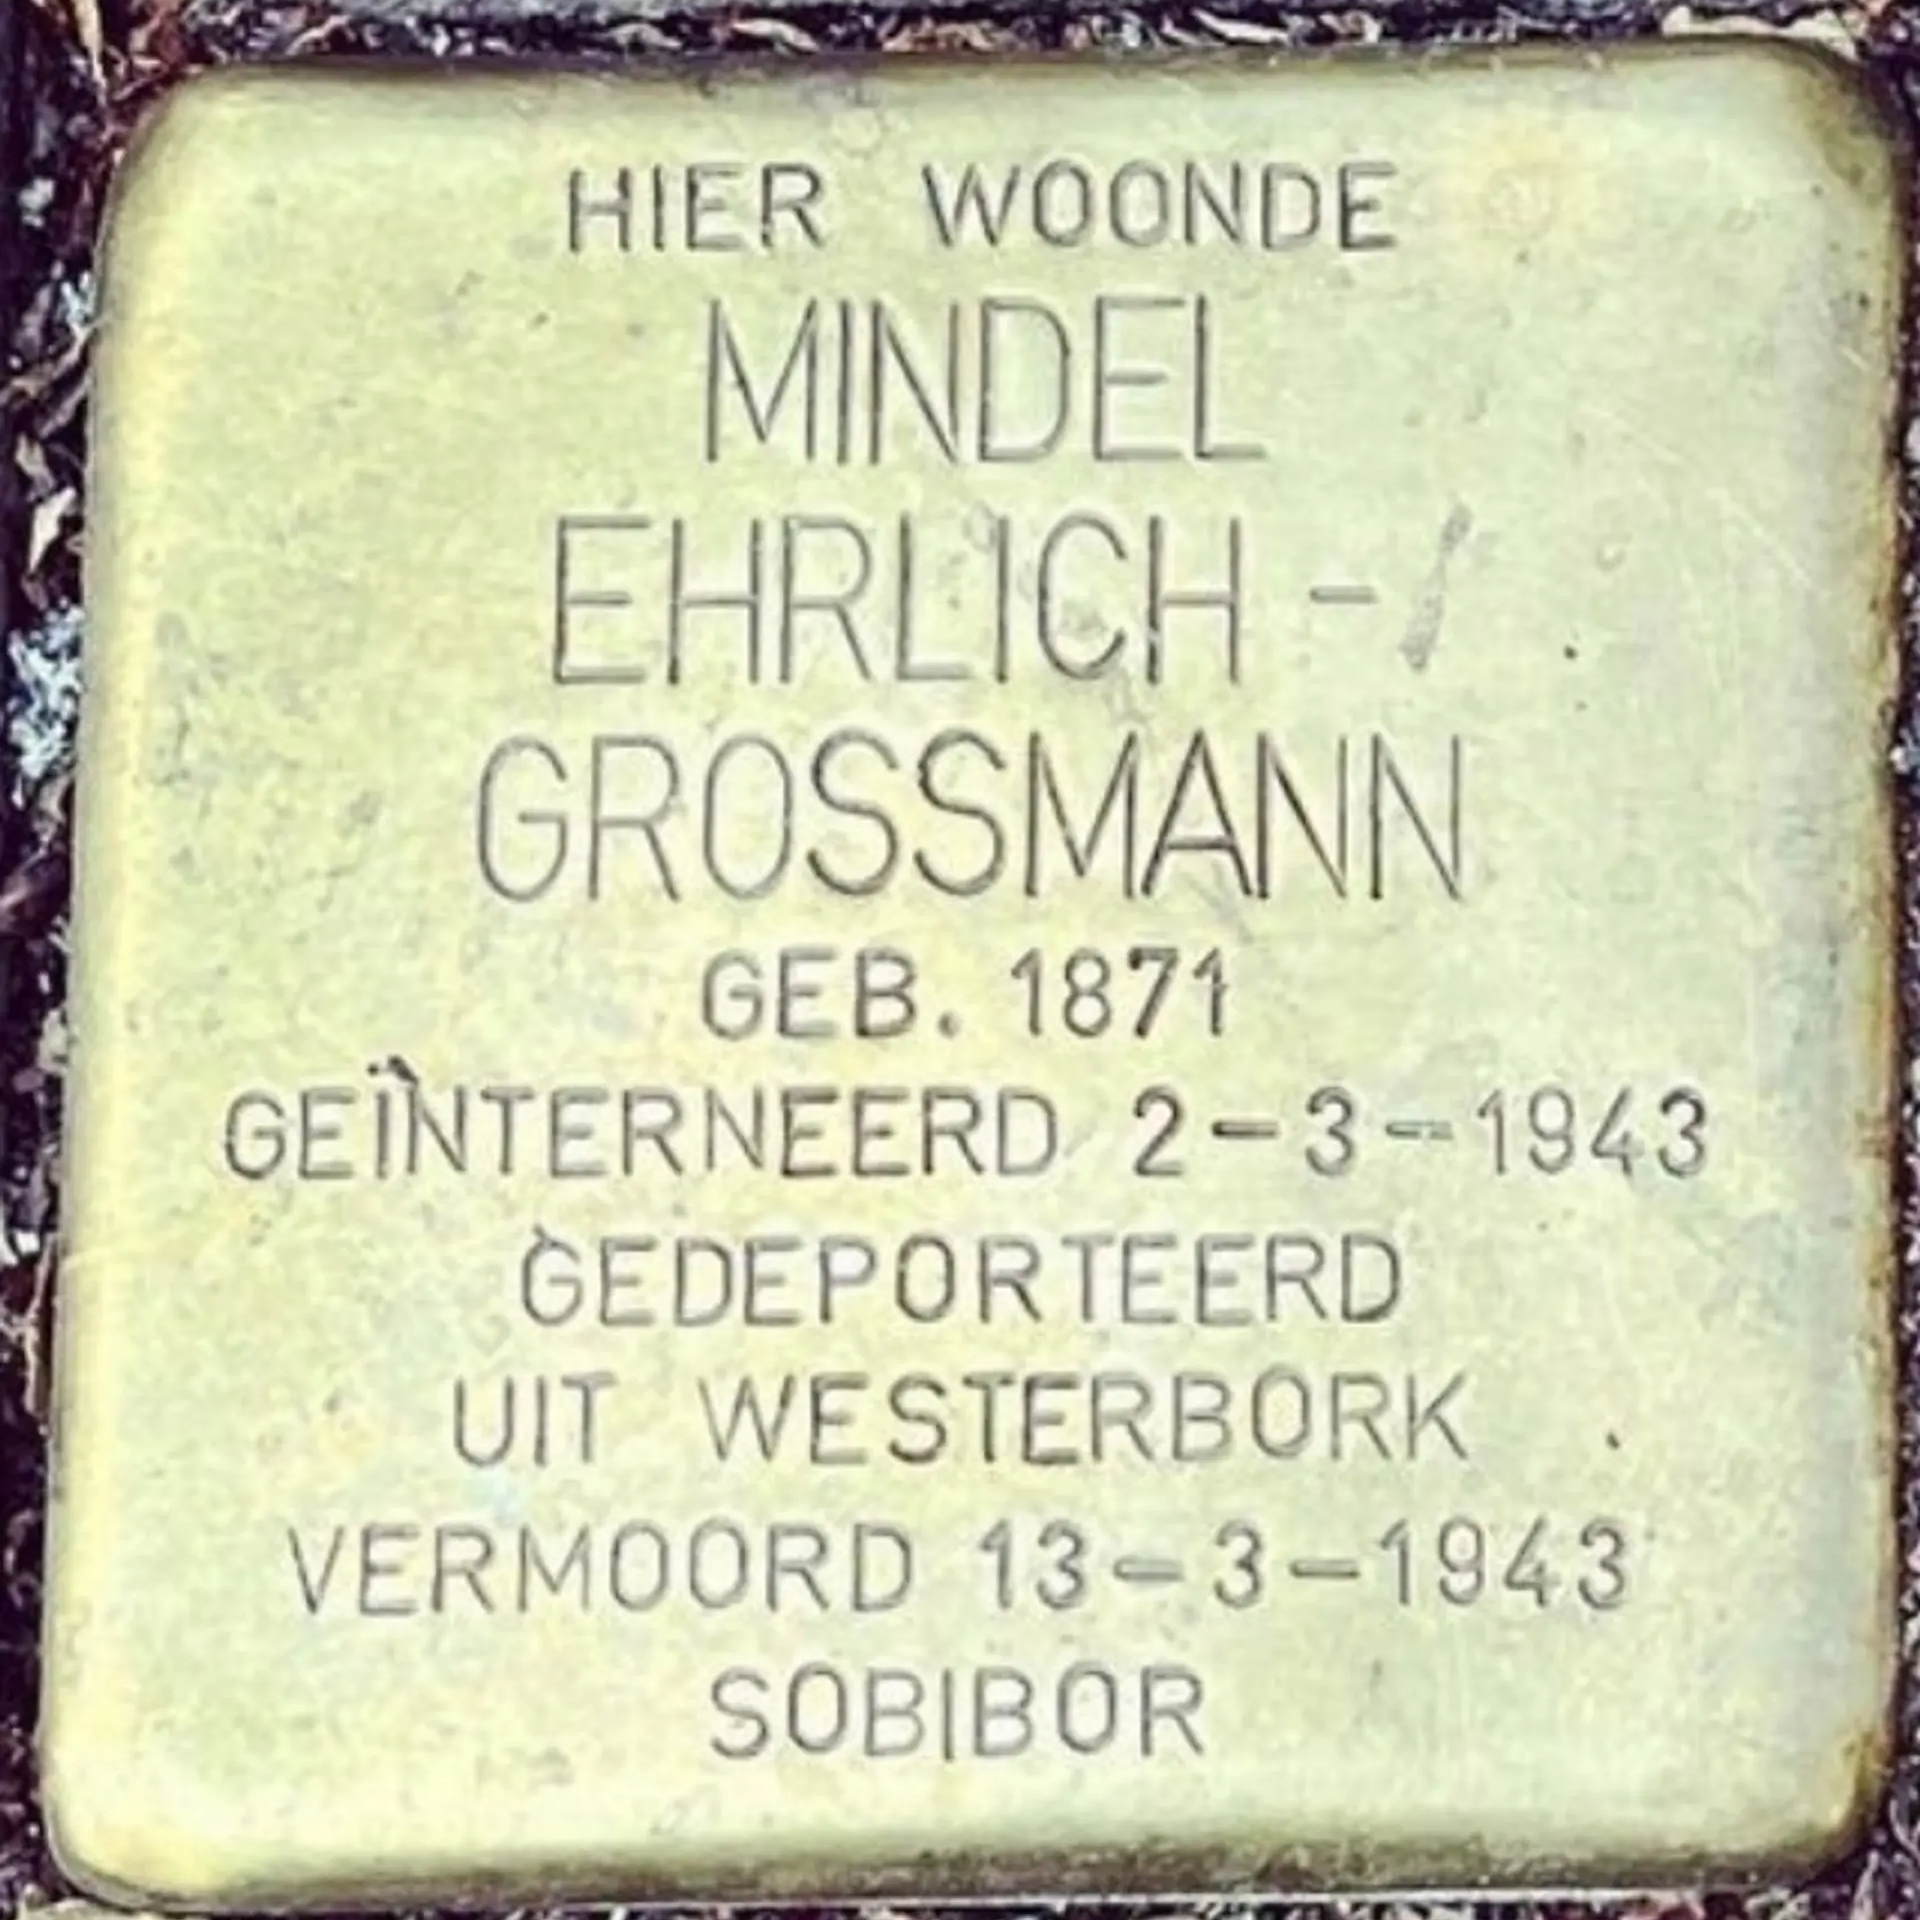 HIER WOONDE
MINDEL
EHRLICH -
GROSSMANN
GEB. 1871
GEÏNTERNEERD 2-3-1943
GEDEPORTEERD
UIT WESTERBORK
VERMOORD 13-3-1943
SOBIBOR